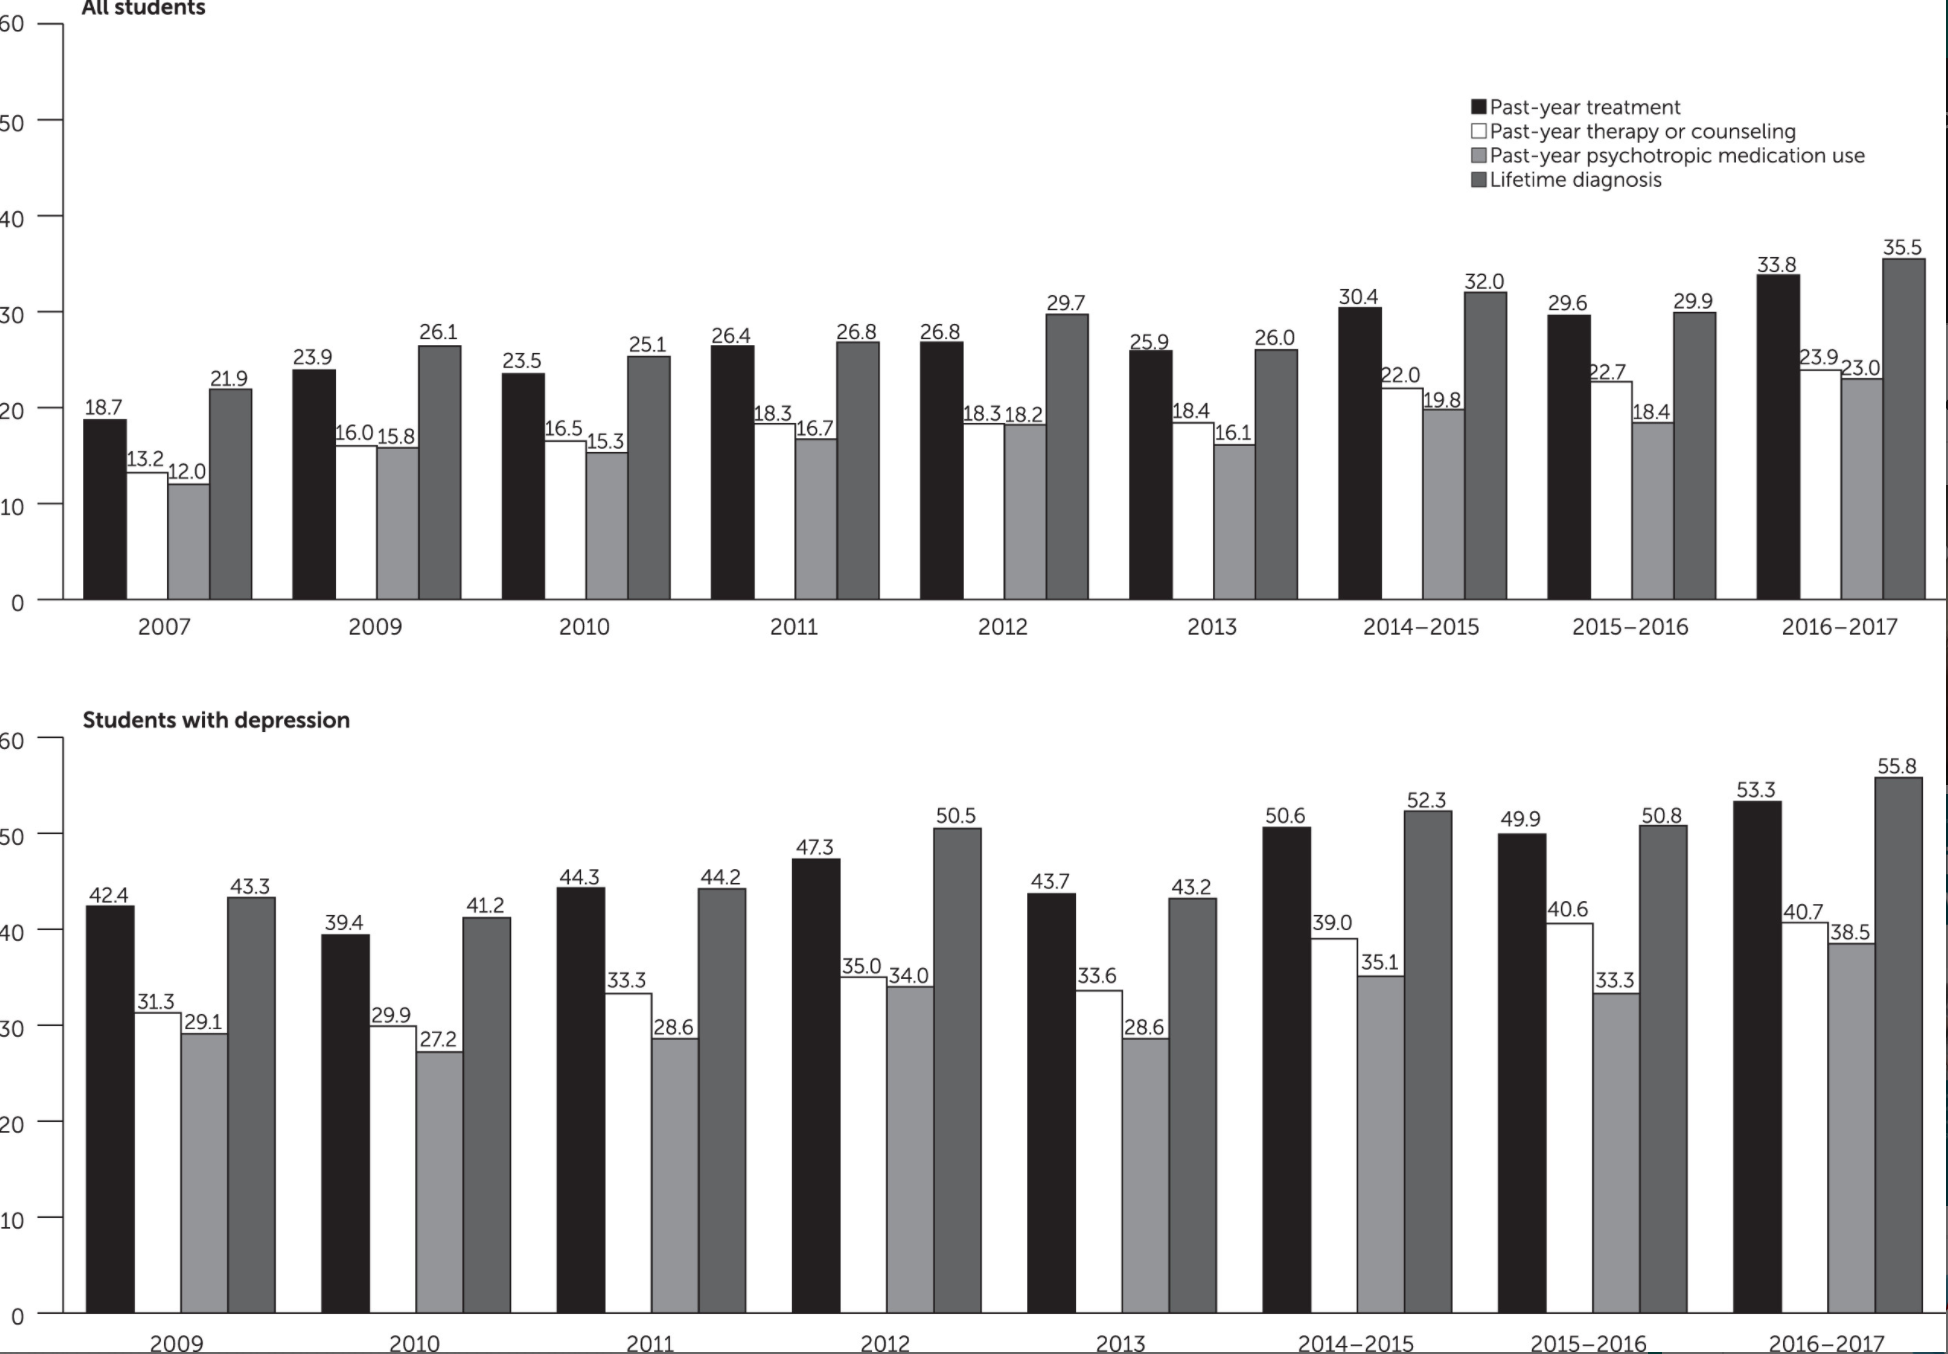 All students
60
50
40
30
20
10
0
Past-year treatment
Past-year therapy or counseling
Past-year psychotropic medication use
Lifetime diagnosis
18.7 13.2 12.0 21.9
23.9 16.0 15.8 26.1
23.5 16.5 15.3 25.1
26.4 18.3 16.7 26.8
26.8 18.3 18.2 29.7
25.9 18.4 16.1 26.0
30.4 22.0 19.8 32.0
29.6 22.7 18.4 29.9
33.8 23.9 23.0 35.5
2007 2009 2010 2011 2012 2013 2014–2015 2015–2016 2016–2017
Students with depression
60
50
40
30
20
10
0
42.4 31.3 29.1 43.3
39.4 29.9 27.2 41.2
44.3 33.3 28.6 44.2
47.3 35.0 34.0 50.5
43.7 33.6 28.6 43.2
50.6 39.0 35.1 52.3
49.9 40.6 33.3 50.8
53.3 40.7 38.5 55.8
2009 2010 2011 2012 2013 2014–2015 2015–2016 2016–2017